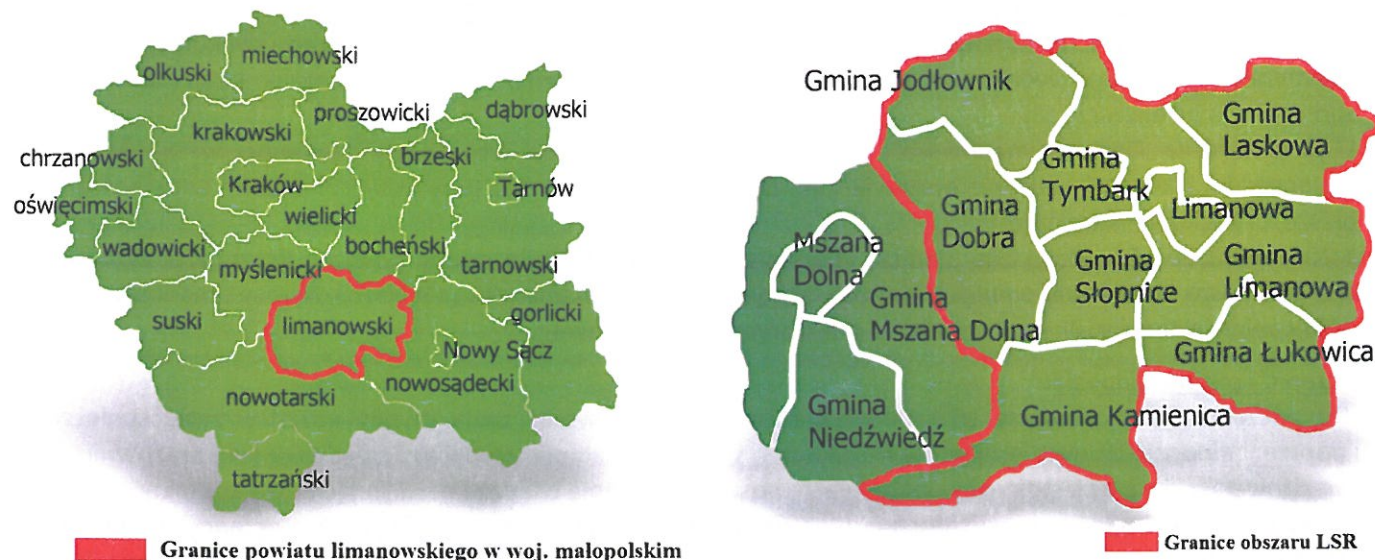 miechowski
olkuski
proszowicki
dąbrowski
krakowski
brzeski
chrzanowski
Kraków
Tarnów
oświęcimski
wielicki
wadowicki
bocheński
myślenicki
tarnowski
suski
limanowski
gorlicki
Nowy Sącz
nowosądecki
nowotarski
tatrzański
Granice powiatu limanowskiego w woj. małopolskim
Gmina Jodłownik
Gmina
Laskowa
Gmina
Tymbark
Limanowa
Gmina
Dobra
Mszana
Dolna
Gmina
Słopnice
Gmina
Limanowa
Gmina
Mszana Dolna
Gmina Łukowica
Gmina
Niedźwiedź
Gmina Kamienica
Granice obszaru LSR